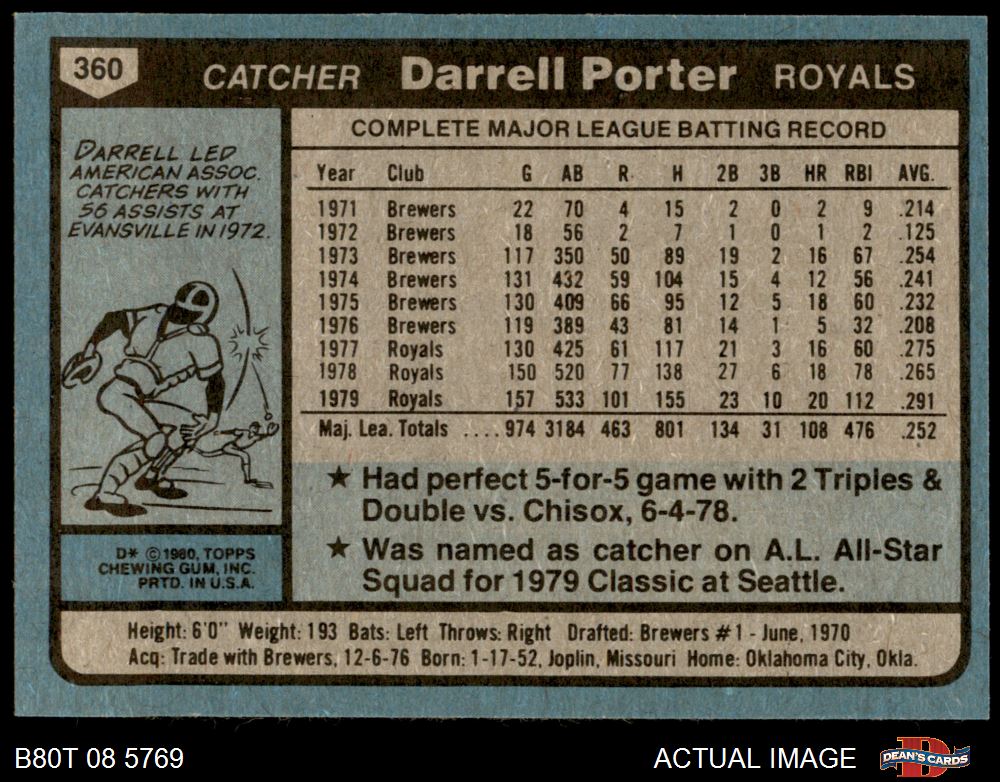 360 CATCHER Darrell Porter ROYALS
DARRELL LED
AMERICAN ASSOC.
CATCHERS WITH
56 ASSISTS AT
EVANSVILLE IN 1972.
COMPLETE MAJOR LEAGUE BATTING RECORD
Year Club G AB R H 2B 3B HR RBI AVG.
1971 Brewers 22 70 4 15 2 0 2 9 .214
1972 Brewers 18 56 2 7 1 0 1 2 .125
1973 Brewers 117 350 50 89 19 2 16 67 .254
1974 Brewers 131 432 59 104 15 4 12 56 .241
1975 Brewers 130 409 66 95 12 5 18 60 .232
1976 Brewers 119 389 43 81 14 1 5 32 .208
1977 Royals 130 425 61 117 21 3 16 60 .275
1978 Royals 150 520 77 138 27 6 18 78 .265
1979 Royals 157 533 101 155 23 10 20 112 .291
Maj. Lea. Totals ....974 3184 463 801 134 31 108 476 .252
★ Had perfect 5-for-5 game with 2 Triples &
Double vs. Chisox, 6-4-78.
★ Was named as catcher on A.L. All-Star
Squad for 1979 Classic at Seattle.
D* © 1980, TOPPS
CHEWING GUM, INC.
PRTD. IN U.S.A.
Height: 6'0" Weight: 193 Bats: Left Throws: Right Drafted: Brewers #1 - June, 1970
Acq: Trade with Brewers, 12-6-76 Born: 1-17-52, Joplin, Missouri Home: Oklahoma City, Okla.
B80T 08 5769 ACTUAL IMAGE D DEAN'S CARDS